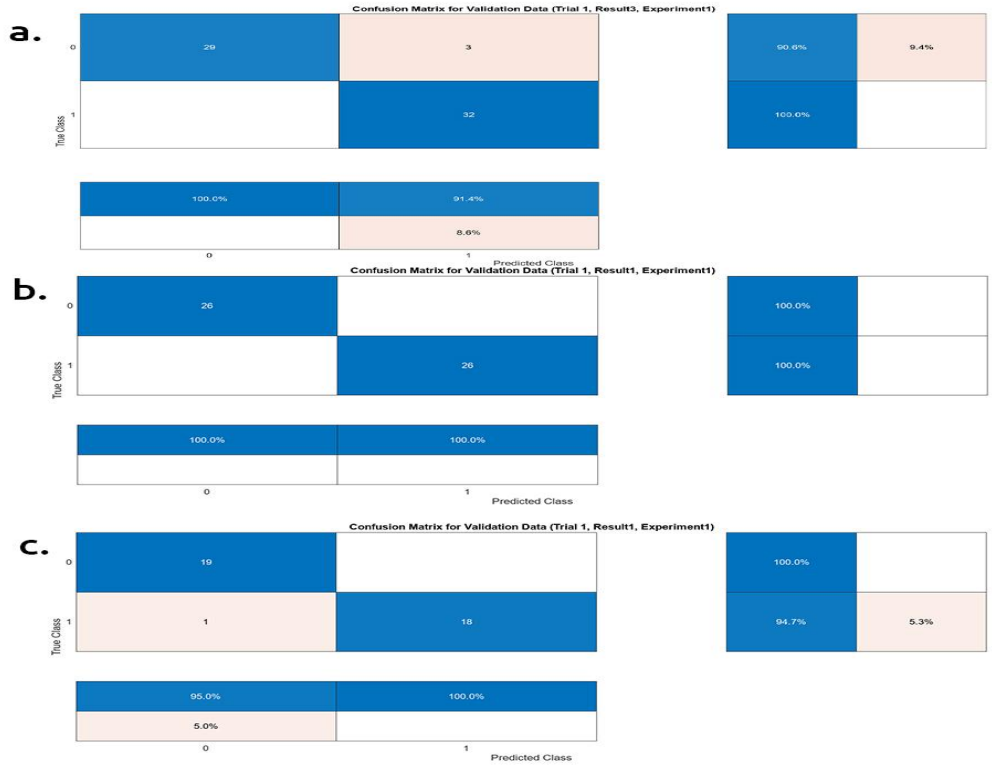 a.
Confusion Matrix for Validation Data (Trial 1, Result3, Experiment1)
0 29 3 90.6% 9.4%
1 32 100.0%
True Class
100.0% 91.4%
8.6%
0 1
Predicted Class
b.
Confusion Matrix for Validation Data (Trial 1, Result1, Experiment1)
0 26 100.0%
1 26 100.0%
True Class
100.0% 100.0%
0 1
Predicted Class
c.
Confusion Matrix for Validation Data (Trial 1, Result1, Experiment1)
0 19 100.0%
1 1 18 94.7% 5.3%
True Class
95.0% 100.0%
5.0%
0 1
Predicted Class